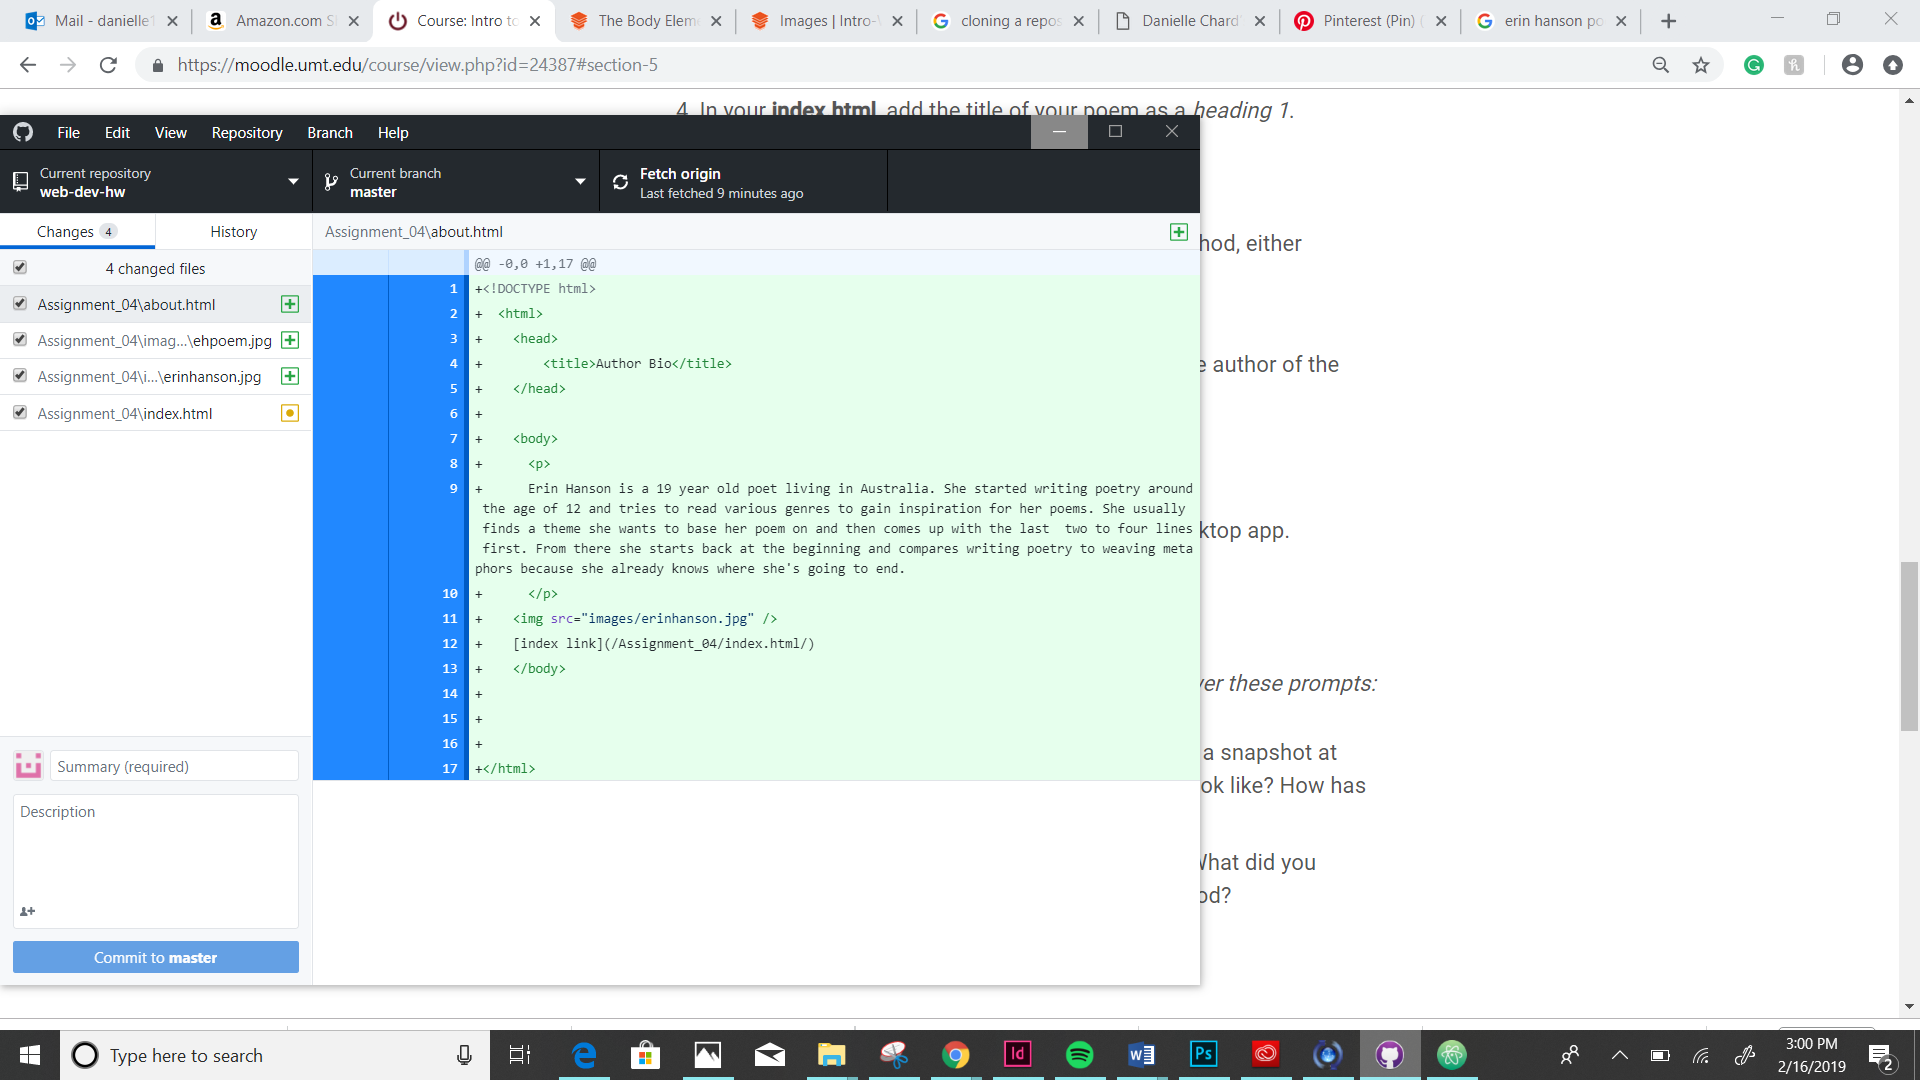 Mail - danielle1
Amazon.com S
Course: Intro to
The Body Elem
Images | Intro-
cloning a repos
Danielle Chard
Pinterest (Pin) (
erin hanson po
https://moodle.umt.edu/course/view.php?id=24387#section-5
4. In your index.html, add the title of your poem as a heading 1.
File Edit View Repository Branch Help
Current repository
web-dev-hw
Current branch
master
Fetch origin
Last fetched 9 minutes ago
Changes 4
History
Assignment_04\about.html
hod, either
4 changed files
@@ -0,0 +1,17 @@
1 +<!DOCTYPE html>
Assignment_04\about.html
2 + <html>
Assignment_04\imag...\ehpoem.jpg
3 + <head>
4 + <title>Author Bio</title>
e author of the
Assignment_04\i...\erinhanson.jpg
5 + </head>
Assignment_04\index.html
6 +
7 + <body>
8 + <p>
9 + Erin Hanson is a 19 year old poet living in Australia. She started writing poetry around
the age of 12 and tries to read various genres to gain inspiration for her poems. She usually
finds a theme she wants to base her poem on and then comes up with the last  two to four lines
ktop app.
first. From there she starts back at the beginning and compares writing poetry to weaving meta
phors because she already knows where she's going to end.
10 + </p>
11 + <img src="images/erinhanson.jpg" />
12 + [index link](/Assignment_04/index.html/)
13 + </body>
ver these prompts:
14 +
15 +
16 +
17 +</html>
a snapshot at
ok like? How has
What did you
od?
Summary (required)
Description
Commit to master
Type here to search
3:00 PM
2/16/2019
2